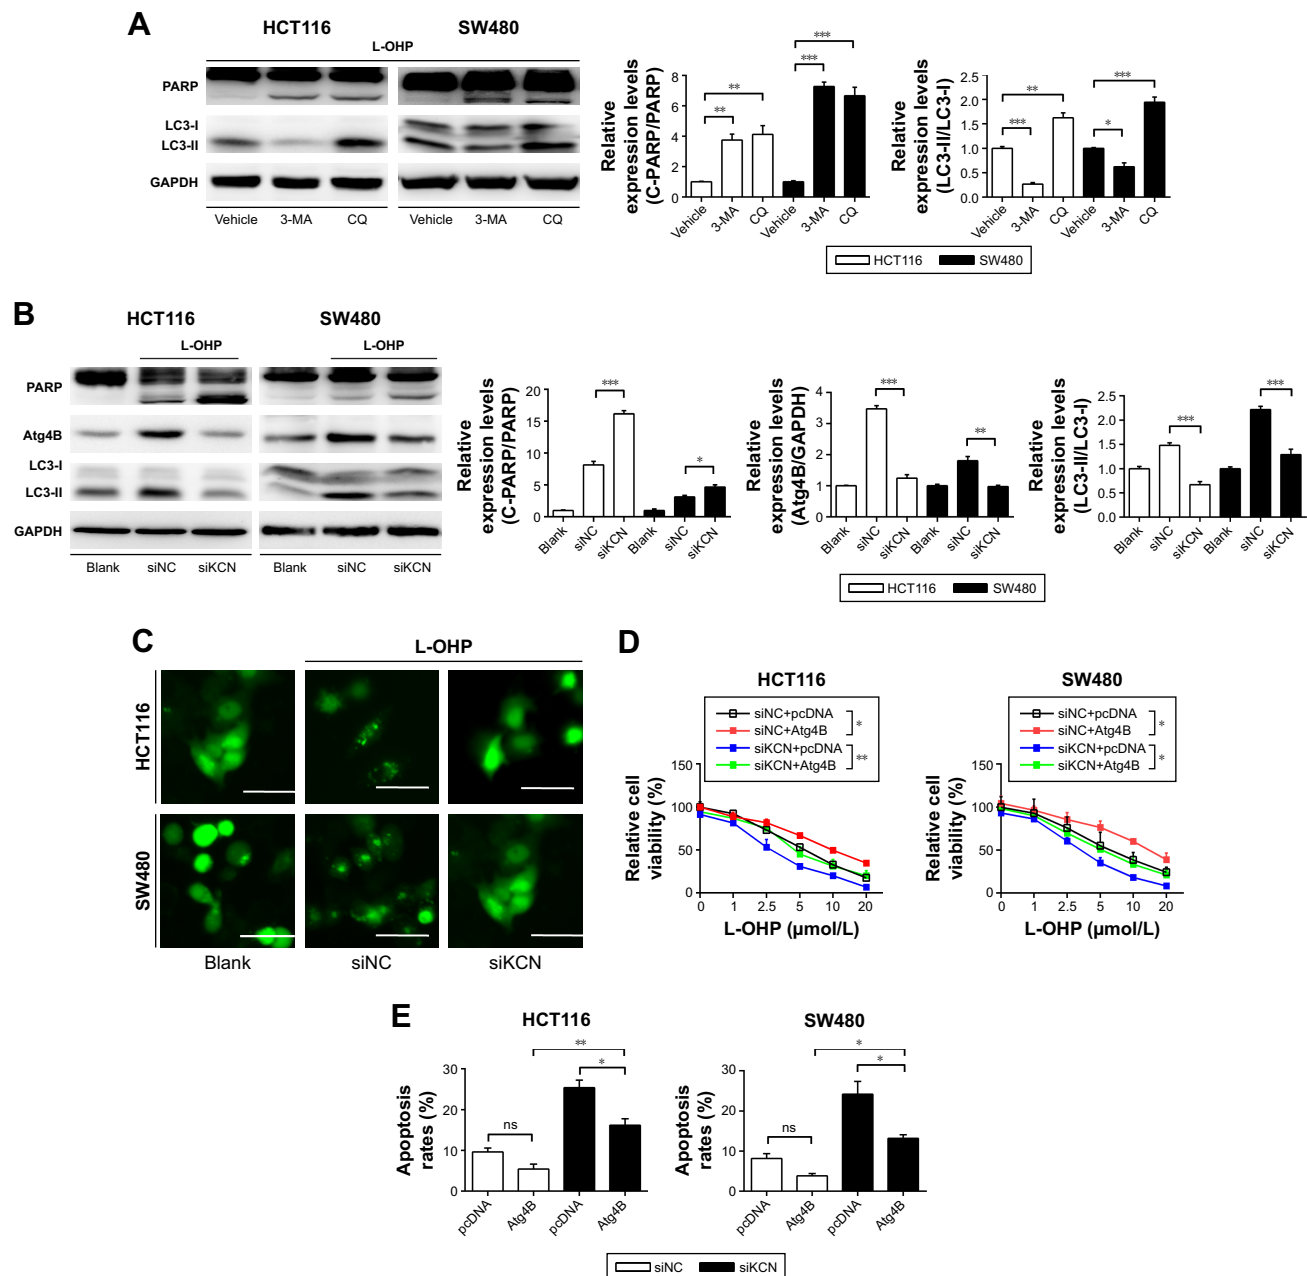 A
HCT116 SW480
L-OHP
PARP
LC3-I
LC3-II
GAPDH
Vehicle 3-MA CQ Vehicle 3-MA CQ
Relative
expression levels
(C-PARP/PARP)
8
6
4
2
0
** ** *** ***
Vehicle 3-MA CQ Vehicle 3-MA CQ
Relative
expression levels
(LC3-II/LC3-I)
2.5
2.0
1.5
1.0
0.5
0
*** ** * ***
Vehicle 3-MA CQ Vehicle 3-MA CQ
HCT116 SW480
B
HCT116 SW480
L-OHP L-OHP
PARP
Atg4B
LC3-I
LC3-II
GAPDH
Blank siNC siKCN Blank siNC siKCN
Relative
expression levels
(C-PARP/PARP)
25
20
15
10
5
0
*** *
Blank siNC siKCN Blank siNC siKCN
Relative
expression levels
(Atg4B/GAPDH)
4
3
2
1
0
*** **
Blank siNC siKCN Blank siNC siKCN
Relative
expression levels
(LC3-II/LC3-I)
2.5
2.0
1.5
1.0
0.5
0.0
*** ***
Blank siNC siKCN Blank siNC siKCN
HCT116 SW480
C
L-OHP
HCT116
SW480
Blank siNC siKCN
D
HCT116
siNC+pcDNA
siNC+Atg4B
*
siKCN+pcDNA
siKCN+Atg4B
**
Relative cell
viability (%)
150
100
50
0
0 1 2.5 5 10 20
L-OHP (μmol/L)
SW480
siNC+pcDNA
siNC+Atg4B
*
siKCN+pcDNA
siKCN+Atg4B
*
Relative cell
viability (%)
150
100
50
0
0 1 2.5 5 10 20
L-OHP (μmol/L)
E
HCT116
Apoptosis
rates (%)
30
20
10
0
ns * **
pcDNA Atg4B pcDNA Atg4B
SW480
Apoptosis
rates (%)
30
20
10
0
ns * *
pcDNA Atg4B pcDNA Atg4B
siNC siKCN